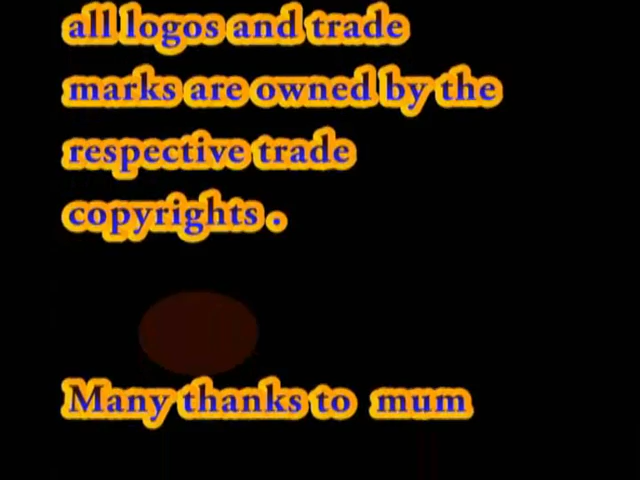 all logos and trade
marks are owned by the
respective trade
copyrights .
Many thanks to mum